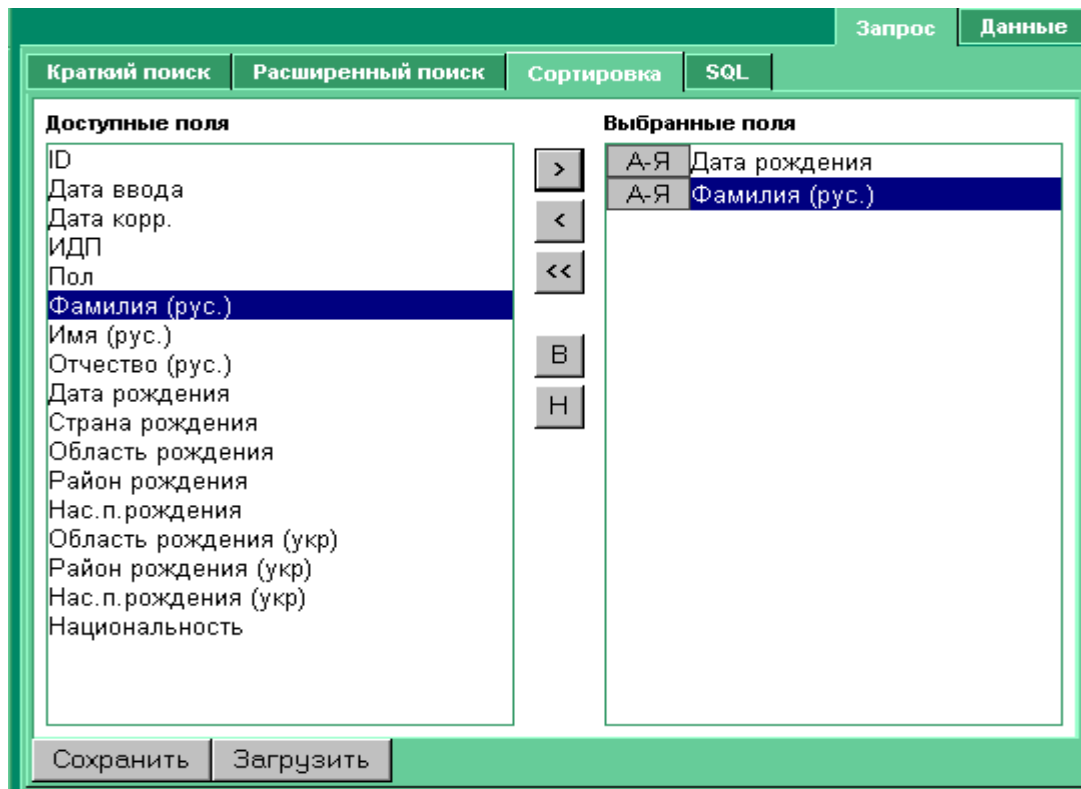 Запрос Данные
Краткий поиск Расширенный поиск Сортировка SQL
Доступные поля
ID
Дата ввода
Дата корр.
ИДП
Пол
Фамилия (рус.)
Имя (рус.)
Отчество (рус.)
Дата рождения
Страна рождения
Область рождения
Район рождения
Нас.п.рождения
Область рождения (укр)
Район рождения (укр)
Нас.п.рождения (укр)
Национальность
>
<
<<
В
Н
Выбранные поля
А-Я Дата рождения
А-Я Фамилия (рус.)
Сохранить Загрузить